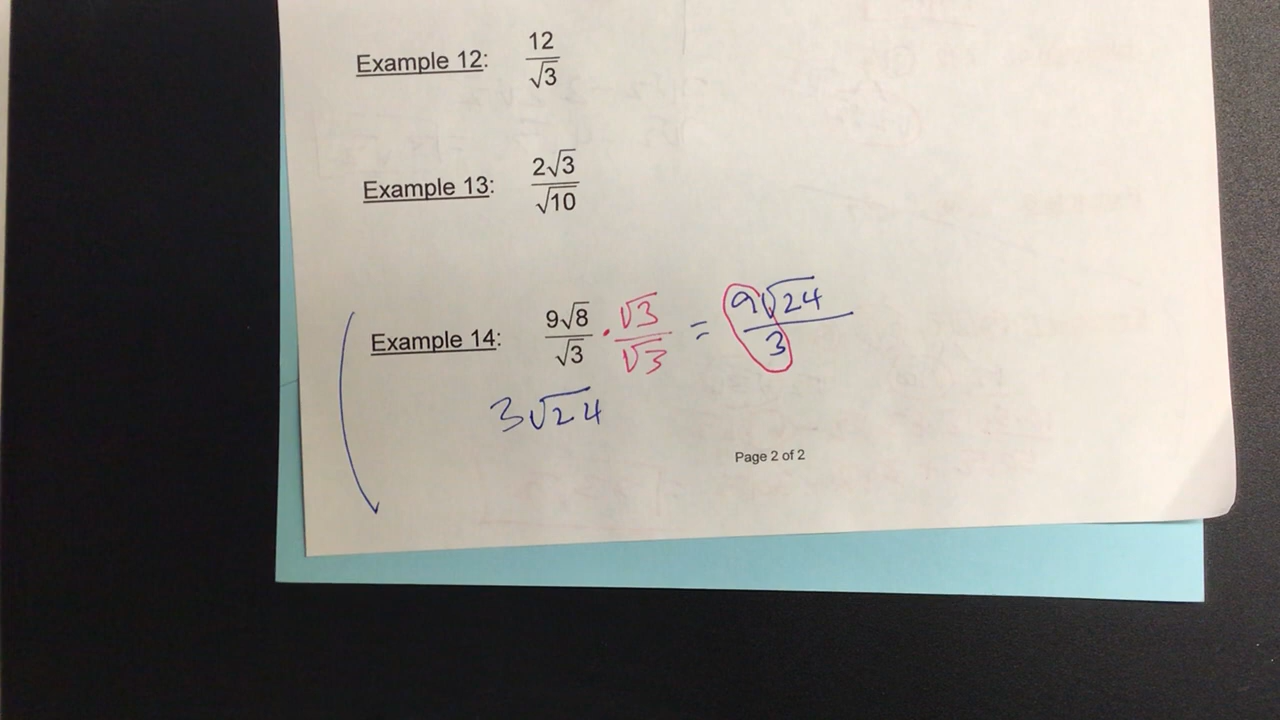 Example 12: 12/√3
Example 13: 2√3/√10
Example 14: 9√8/√3 · √3/√3 = 9√24/3
3√24
Page 2 of 2